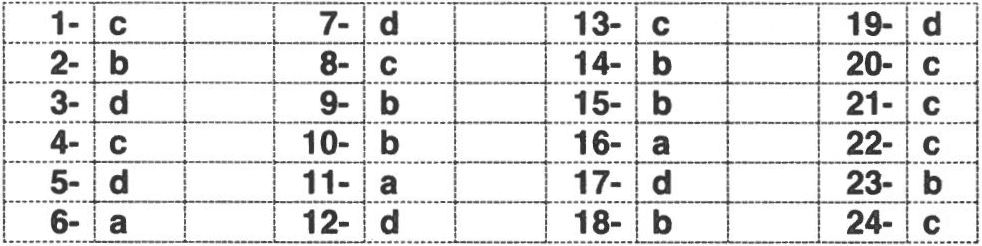 1- c 7- d 13- c 19- d
2- b 8- c 14- b 20- c
3- d 9- b 15- b 21- c
4- c 10- b 16- a 22- c
5- d 11- a 17- d 23- b
6- a 12- d 18- b 24- c